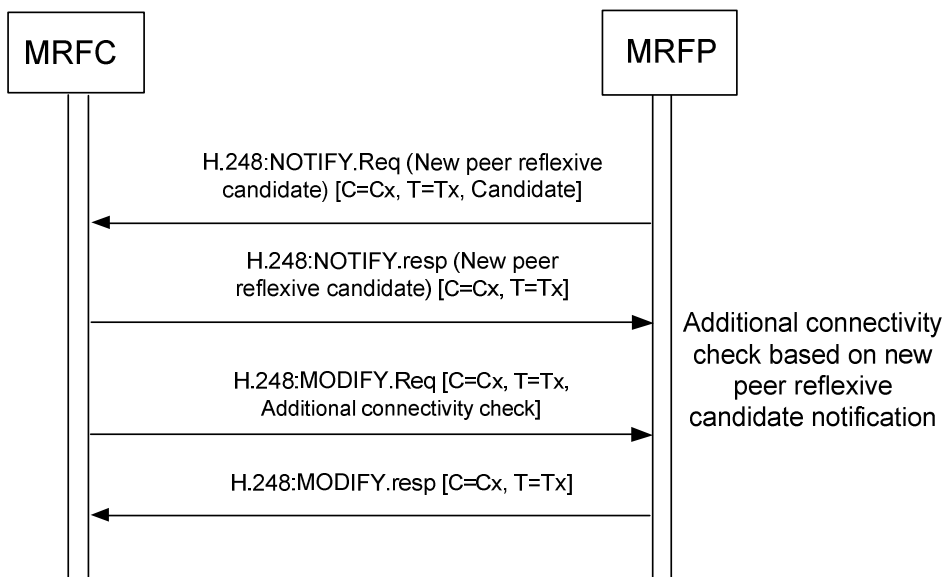 MRFC
MRFP
H.248:NOTIFY.Req (New peer reflexive
candidate) [C=Cx, T=Tx, Candidate]
H.248:NOTIFY.resp (New peer
reflexive candidate) [C=Cx, T=Tx]
Additional connectivity
check based on new
peer reflexive
candidate notification
H.248:MODIFY.Req [C=Cx, T=Tx,
Additional connectivity check]
H.248:MODIFY.resp [C=Cx, T=Tx]